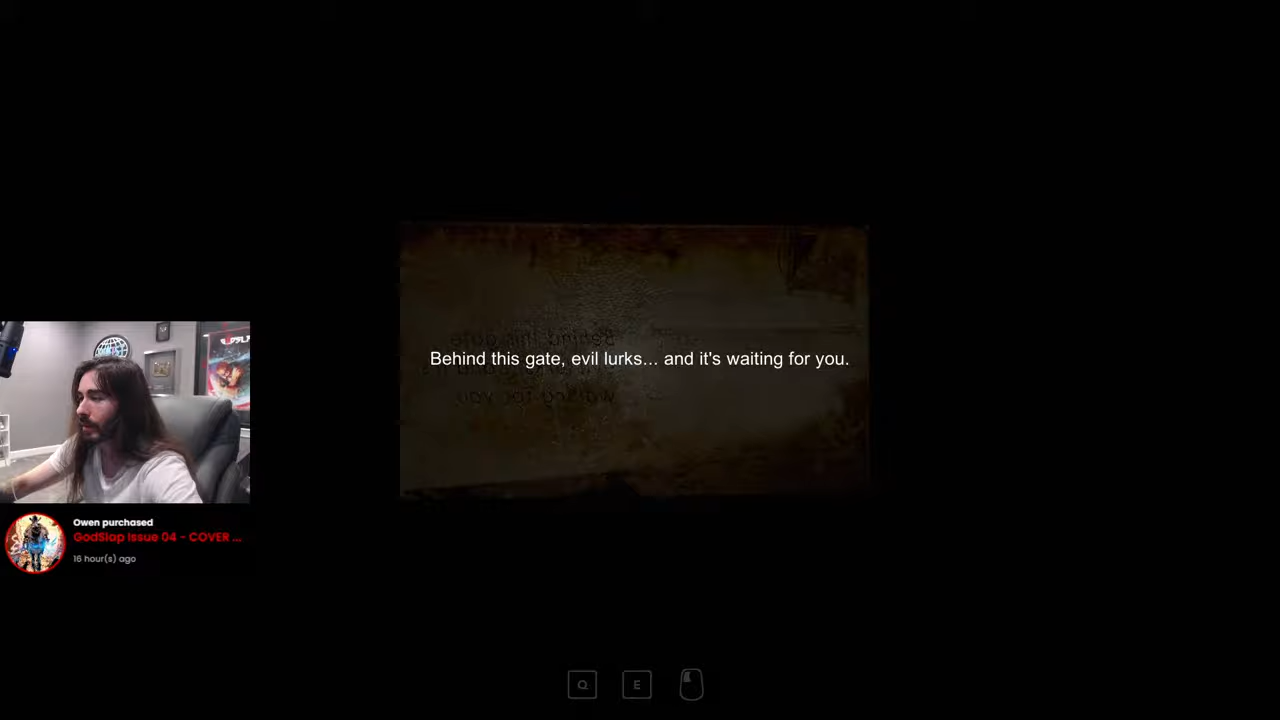 Behind this gate, evil lurks... and it's waiting for you.
Owen purchased
GodSlap Issue 04 - COVER ...
16 hour(s) ago
Q
E